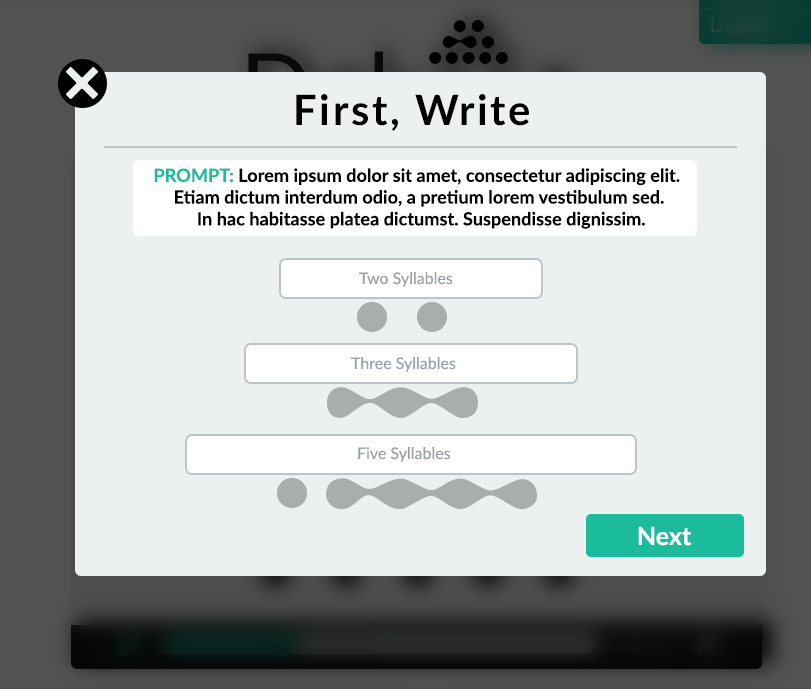 Logout
First, Write
PROMPT: Lorem ipsum dolor sit amet, consectetur adipiscing elit.
Etiam dictum interdum odio, a pretium lorem vestibulum sed.
In hac habitasse platea dictumst. Suspendisse dignissim.
Two Syllables
Three Syllables
Five Syllables
Next